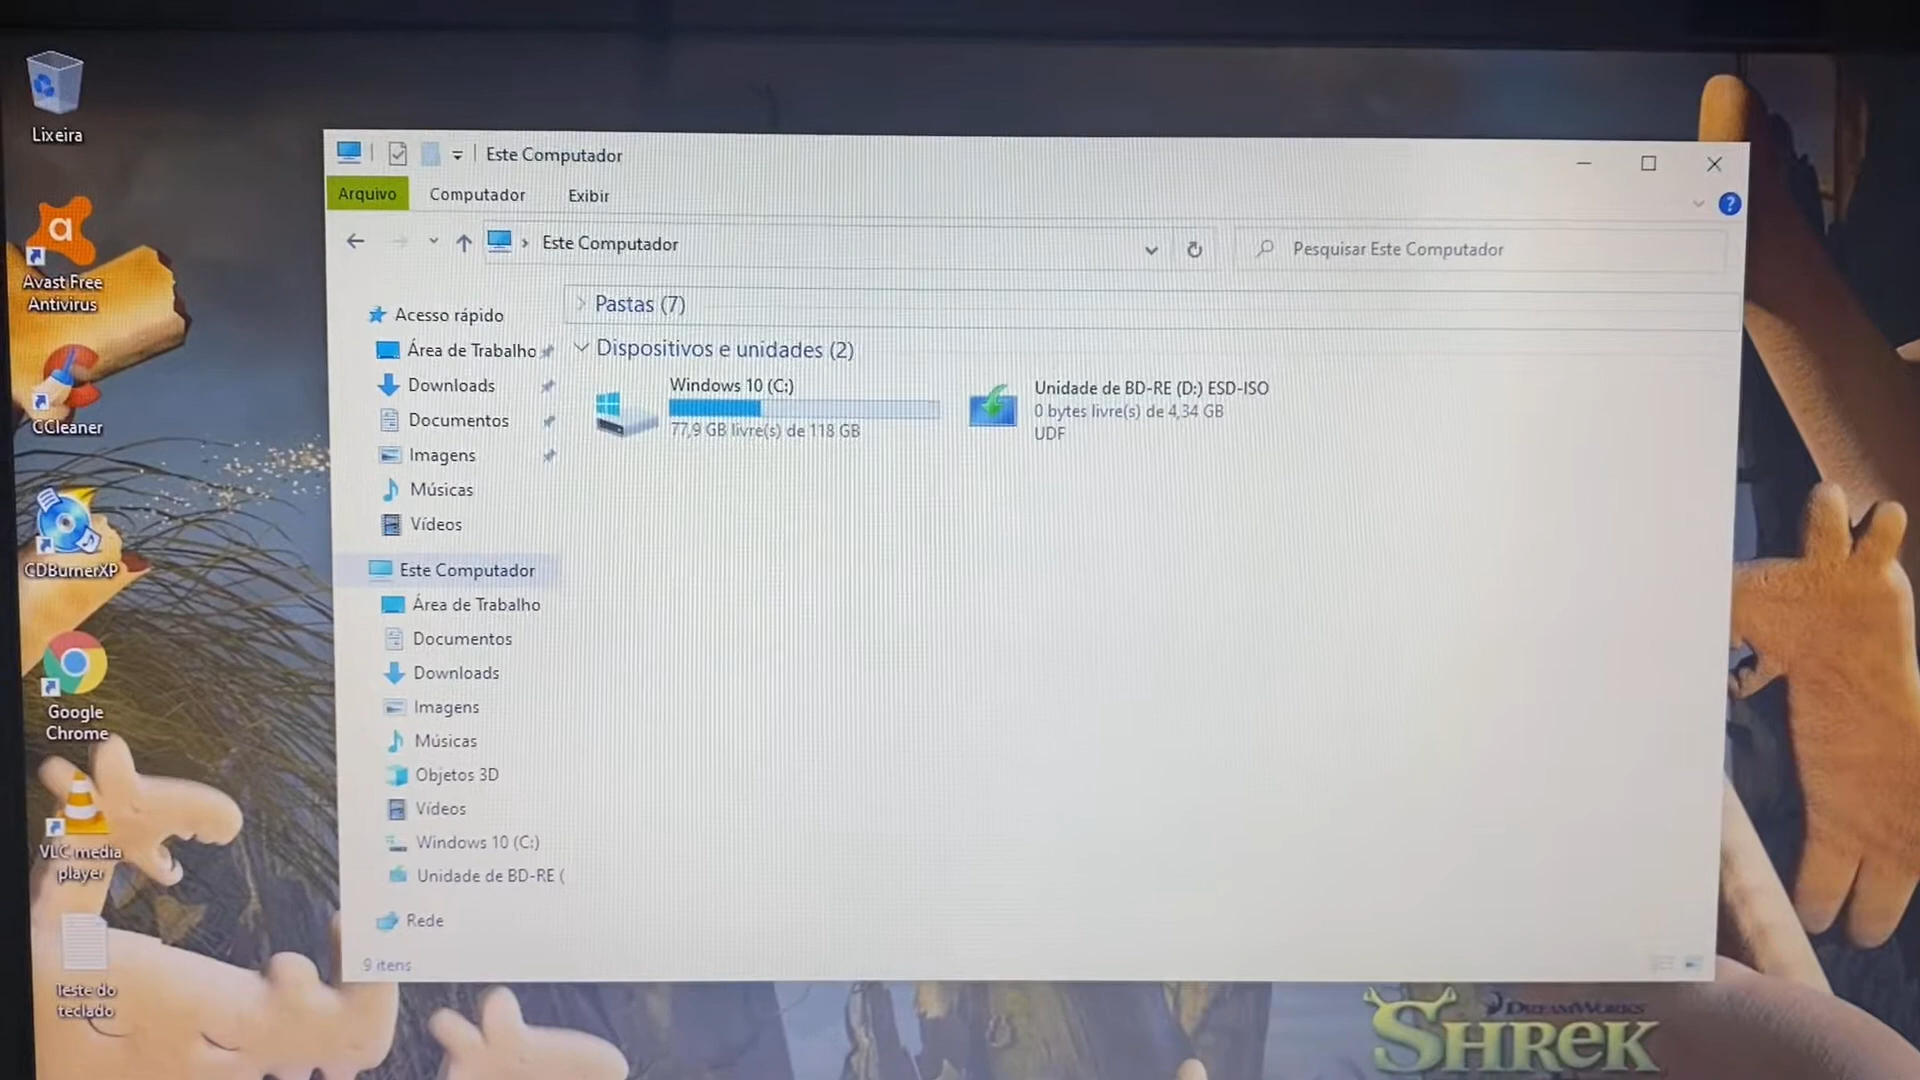 Lixeira
Avast Free
Antivirus
CCleaner
CDBurnerXP
Google
Chrome
VLC media
player
Teste do
teclado
Este Computador
Arquivo
Computador
Exibir
?
Este Computador
Pesquisar Este Computador
Acesso rápido
Área de Trabalho
Downloads
Documentos
Imagens
Músicas
Vídeos
Este Computador
Área de Trabalho
Documentos
Downloads
Imagens
Músicas
Objetos 3D
Vídeos
Windows 10 (C:)
Unidade de BD-RE (
Rede
Pastas (7)
Dispositivos e unidades (2)
Windows 10 (C:)
77,9 GB livre(s) de 118 GB
Unidade de BD-RE (D:) ESD-ISO
0 bytes livre(s) de 4,34 GB
UDF
9 itens
DREAMWORKS
SHREK